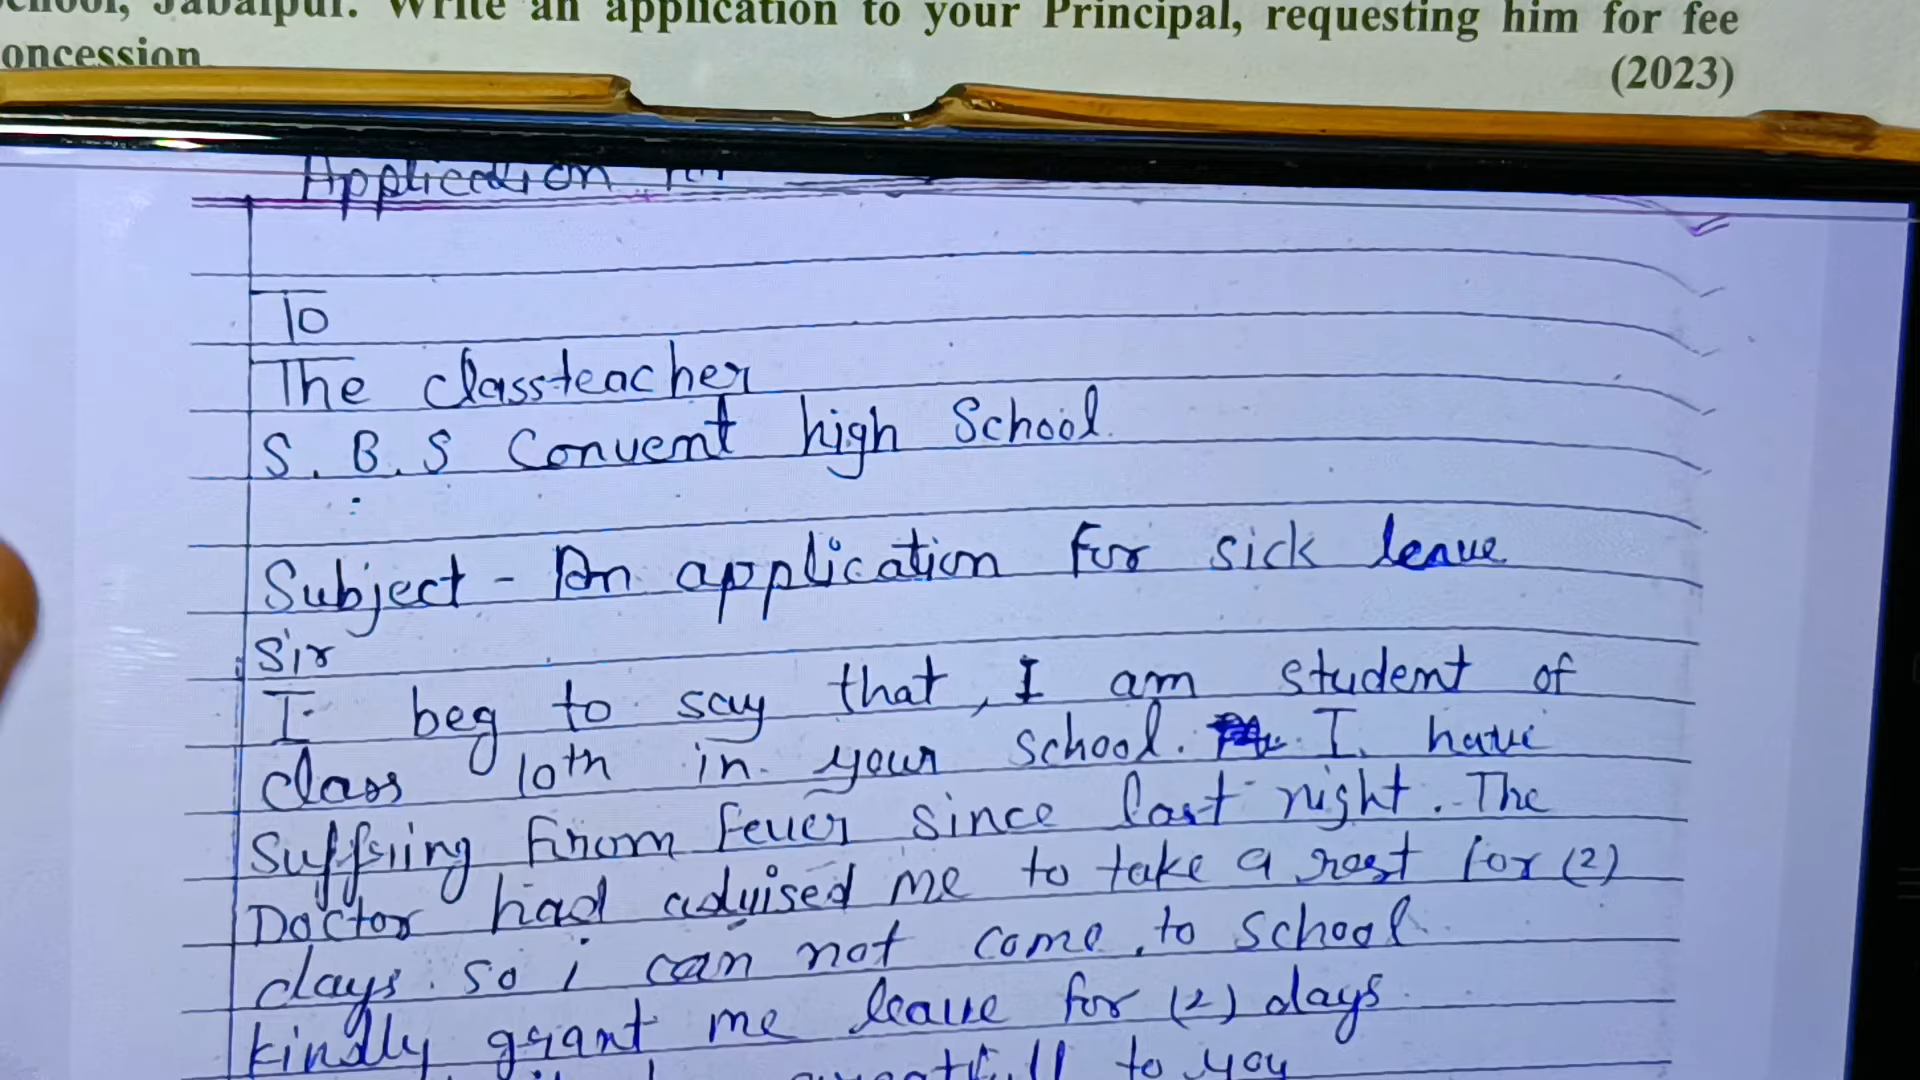 Jabalpur. Write an application to your Principal, requesting him for fee
oncession
(2023)
Application
To
The classteacher
S. B. S Convent high School.
Subject - An application for sick leave
Sir
I beg to say that, I am student of
class 10th in your school. I have
suffsring from fever since last night. The
Doctor had advised me to take a rest for (2)
days. so i can not come to school
kindly grant me leave for (2) days
to you